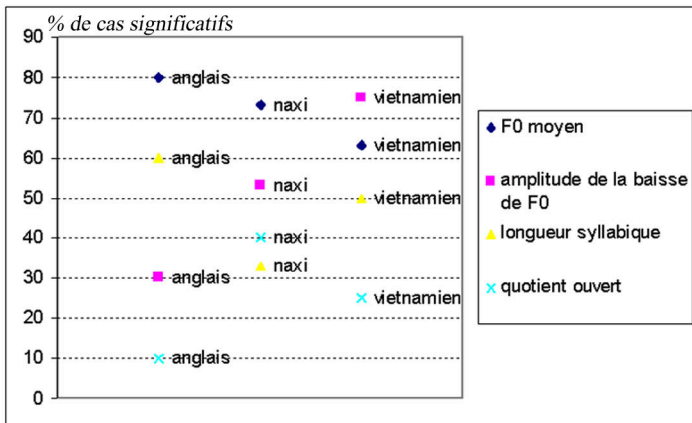 % de cas significatifs
90
80
70
60
50
40
30
20
10
0
anglais
naxi
vietnamien
vietnamien
anglais
naxi
vietnamien
naxi
naxi
anglais
vietnamien
anglais
F0 moyen
amplitude de la baisse
de F0
longueur syllabique
quotient ouvert